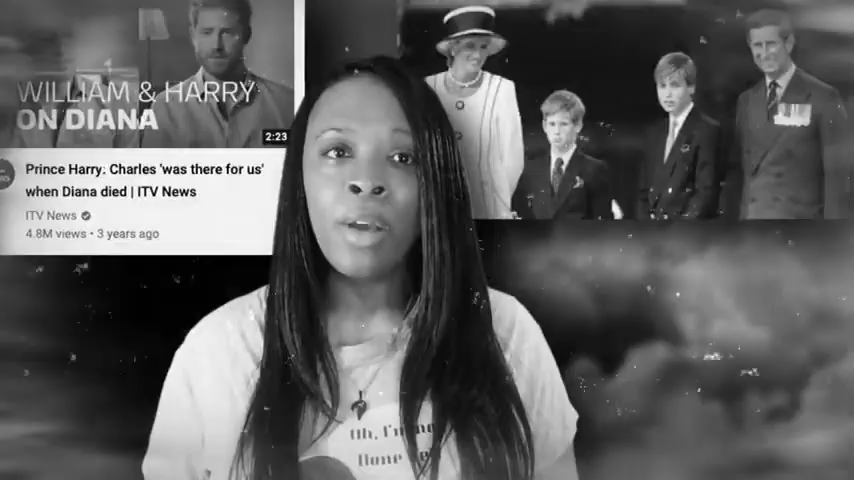 WILLIAM & HARRY
ON DIANA
2:23
Prince Harry: Charles 'was there for us'
when Diana died | ITV News
ITV News
4.8M views • 3 years ago